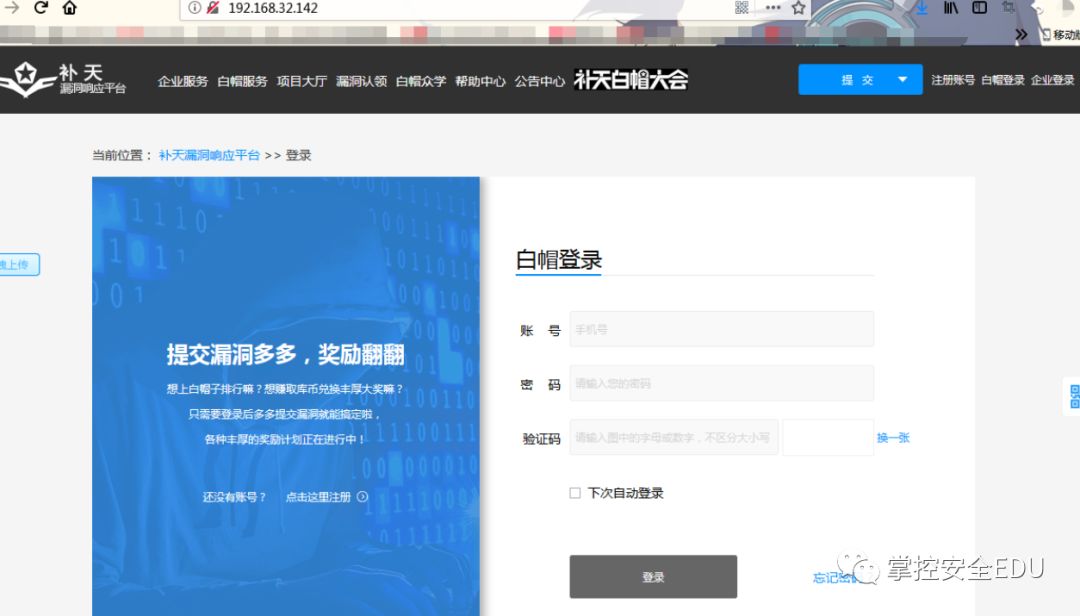 192.168.32.142
移动版
补天
漏洞响应平台
企业服务 白帽服务 项目大厅 漏洞认领 白帽众学 帮助中心 公告中心 补天白帽大会
提 交
注册账号 白帽登录 企业登录
当前位置： 补天漏洞响应平台 >> 登录
上传
白帽登录
账 号 手机号
提交漏洞多多，奖励翻翻
密 码 请输入您的密码
想上白帽子排行嘛？想赚取库币兑换丰厚大奖嘛？
只需要登录后多多提交漏洞就能搞定啦，
各种丰厚的奖励计划正在进行中！
验证码 请输入图中的字母或数字，不区分大小写 换一张
还没有账号？ 点击这里注册
下次自动登录
登录
忘记密码
掌控安全EDU